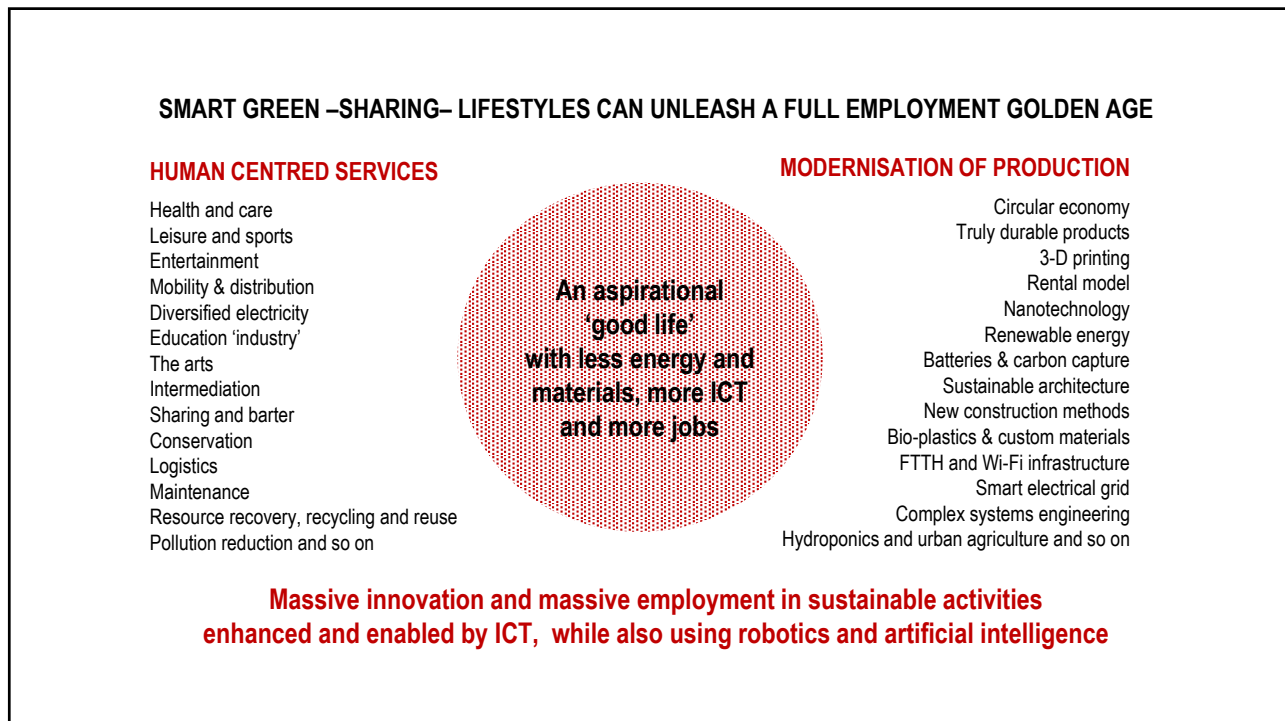 SMART GREEN –SHARING– LIFESTYLES CAN UNLEASH A FULL EMPLOYMENT GOLDEN AGE
HUMAN CENTRED SERVICES
Health and care
Leisure and sports
Entertainment
Mobility & distribution
Diversified electricity
Education ‘industry’
The arts
Intermediation
Sharing and barter
Conservation
Logistics
Maintenance
Resource recovery, recycling and reuse
Pollution reduction and so on
An aspirational
‘good life’
with less energy and
materials, more ICT
and more jobs
MODERNISATION OF PRODUCTION
Circular economy
Truly durable products
3-D printing
Rental model
Nanotechnology
Renewable energy
Batteries & carbon capture
Sustainable architecture
New construction methods
Bio-plastics & custom materials
FTTH and Wi-Fi infrastructure
Smart electrical grid
Complex systems engineering
Hydroponics and urban agriculture and so on
Massive innovation and massive employment in sustainable activities
enhanced and enabled by ICT, while also using robotics and artificial intelligence